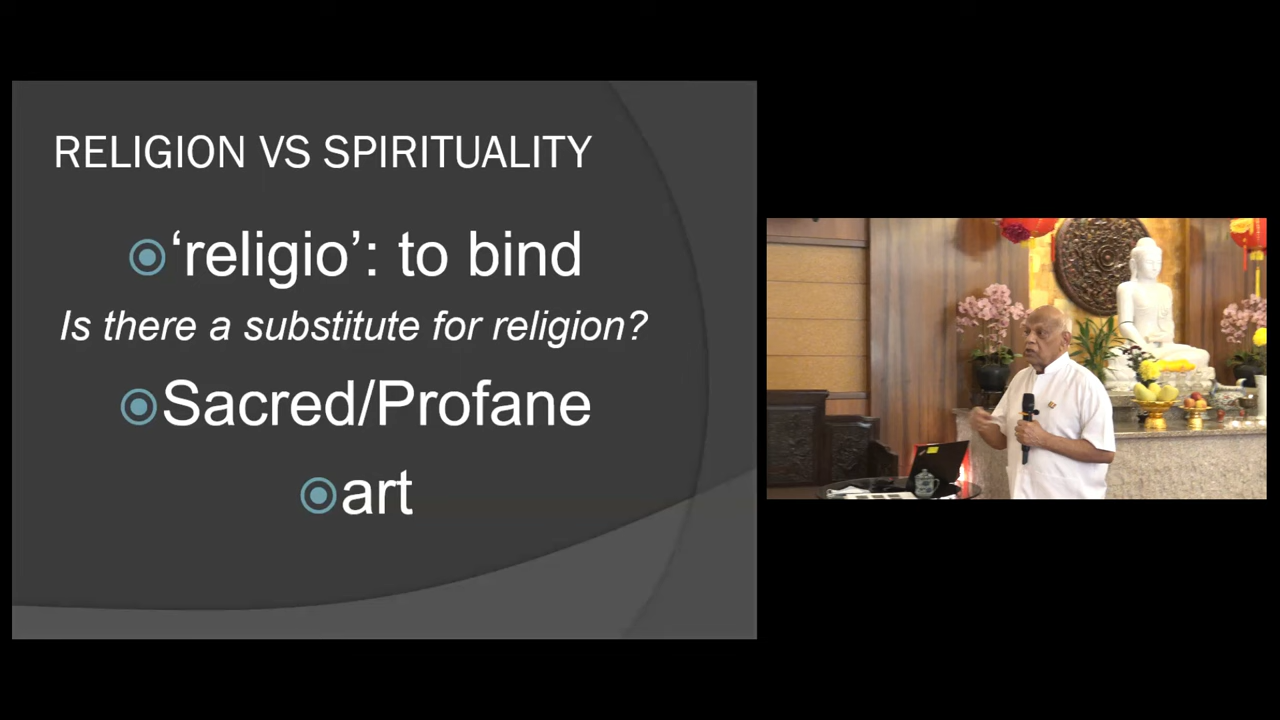 RELIGION VS SPIRITUALITY
‘religio’: to bind
Is there a substitute for religion?
Sacred/Profane
art